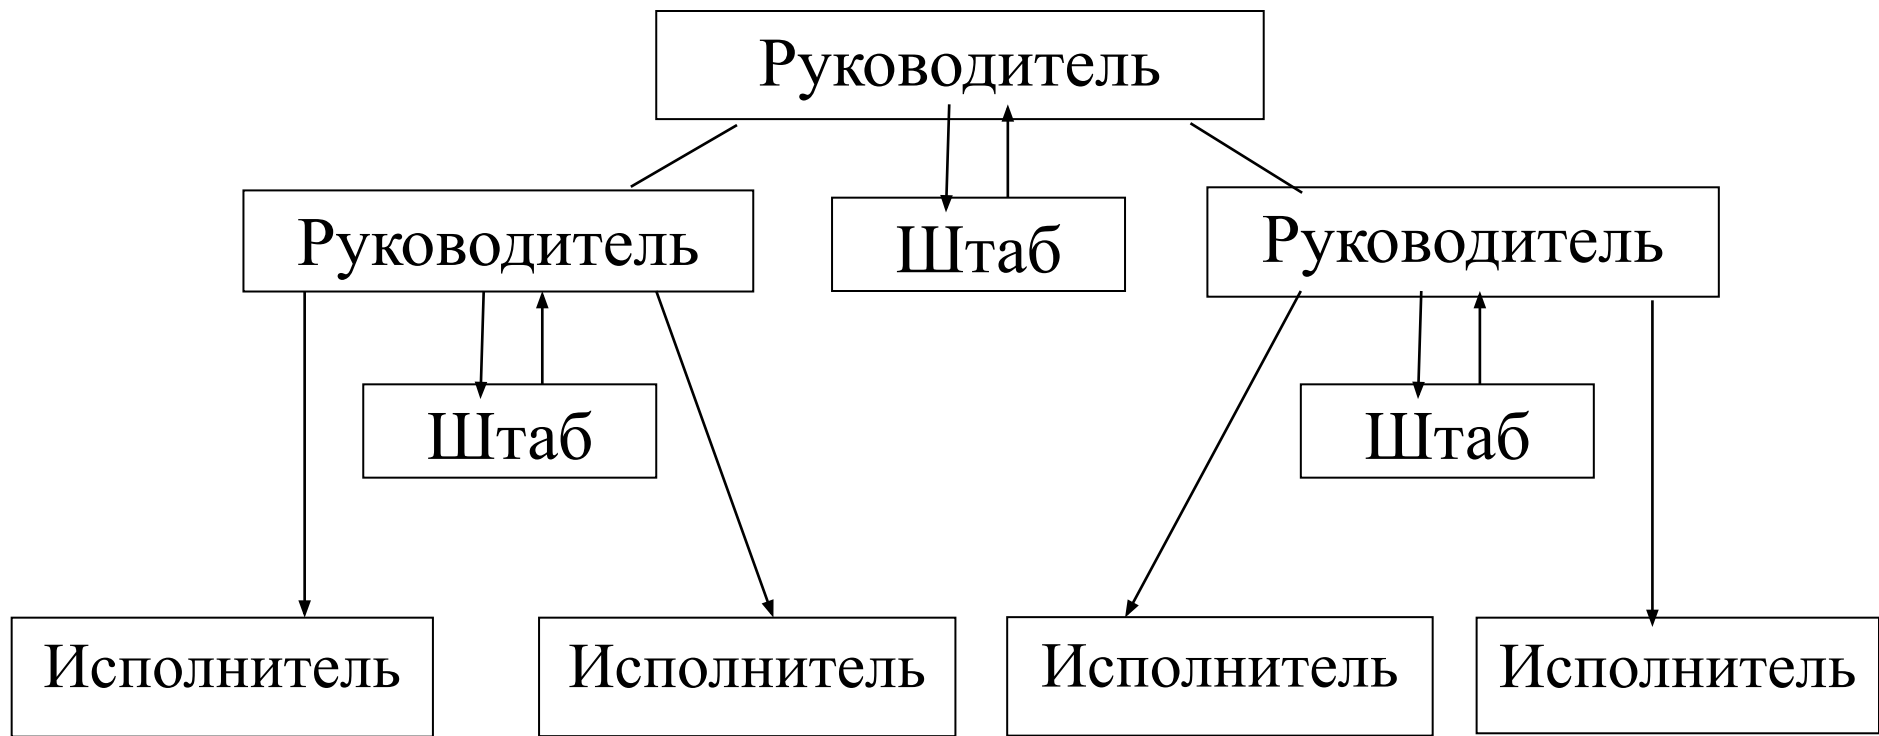 Руководитель
Руководитель
Штаб
Руководитель
Штаб
Штаб
Исполнитель
Исполнитель
Исполнитель
Исполнитель